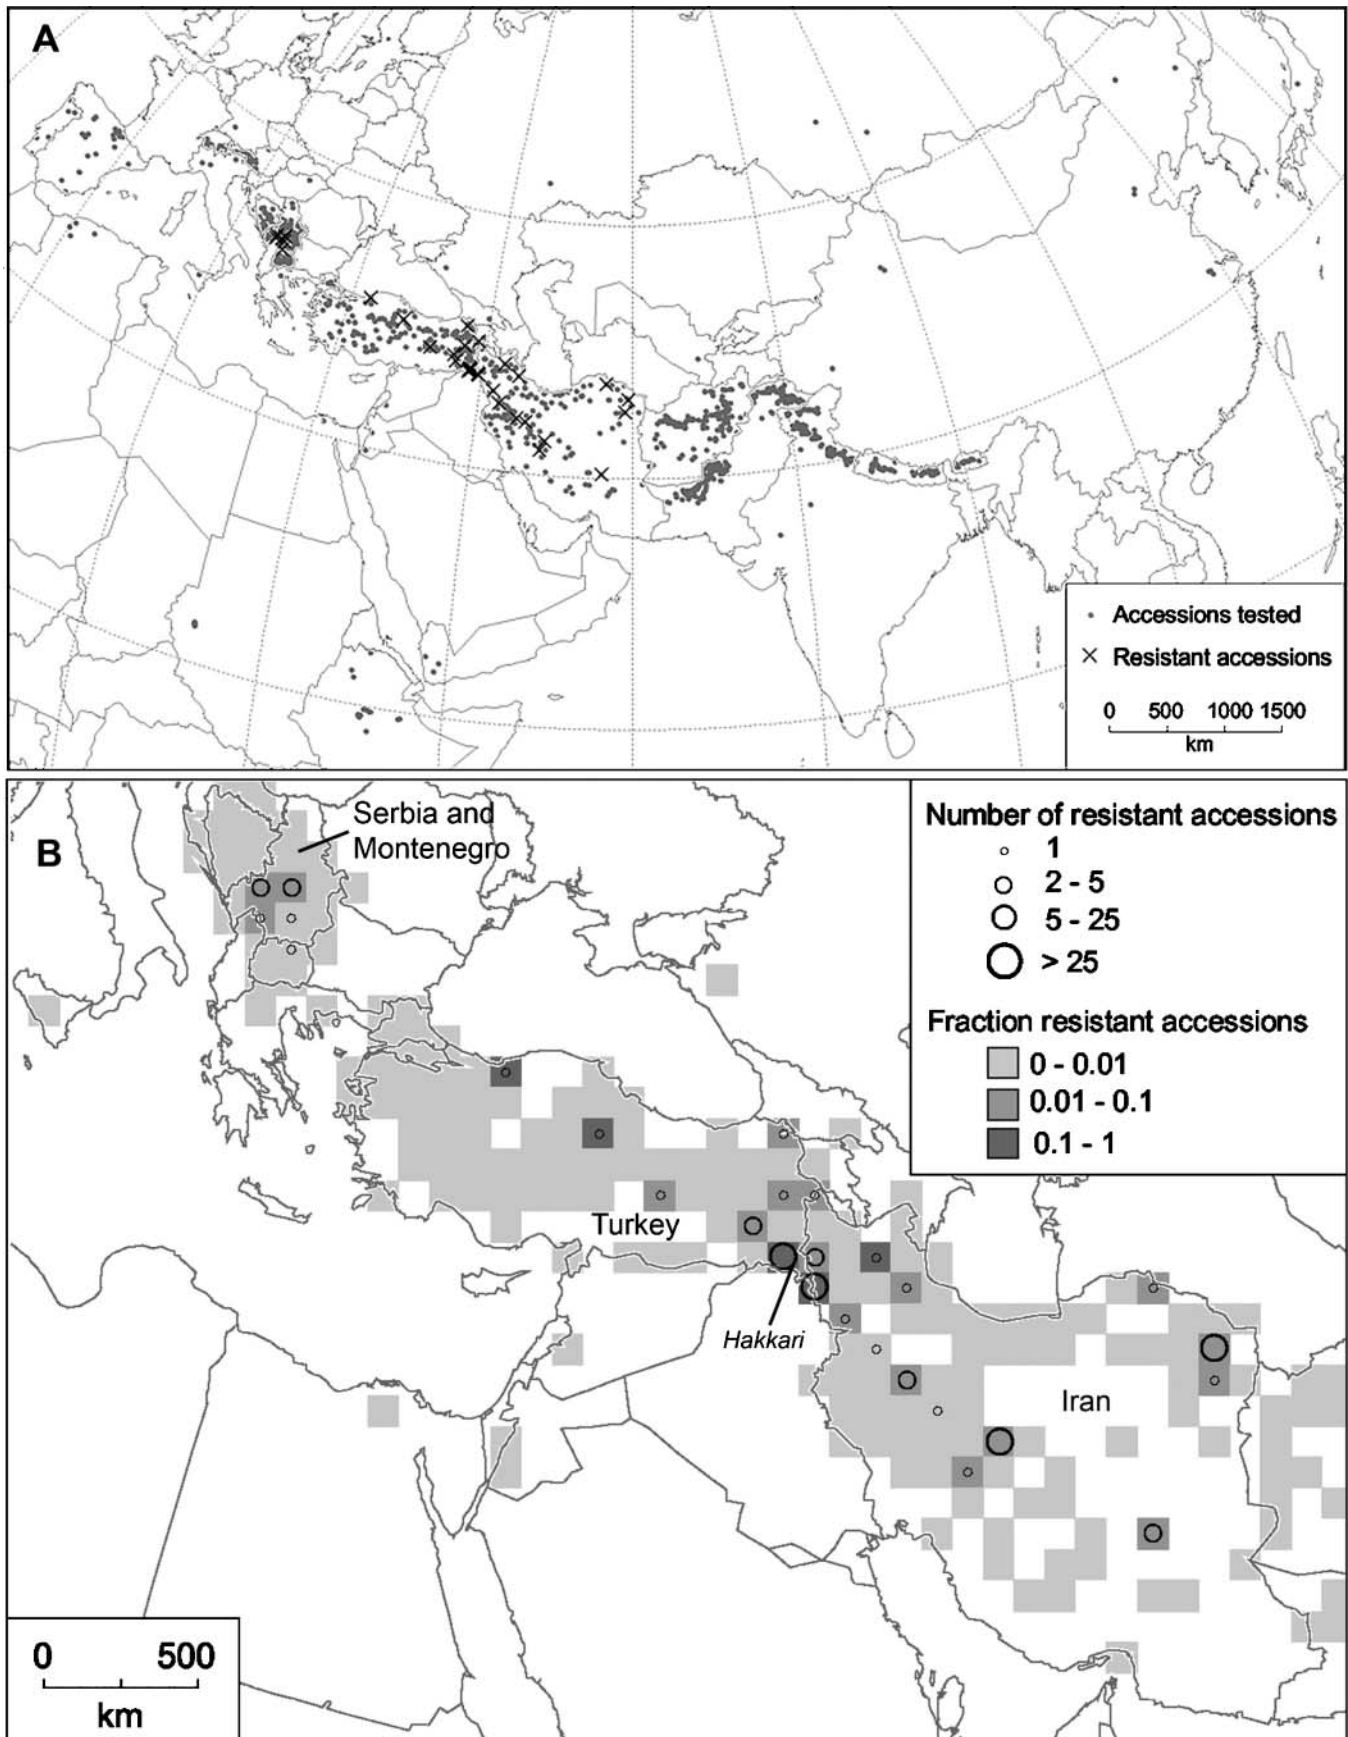 A
Accessions tested
Resistant accessions
0 500 1000 1500
km
B
Serbia and
Montenegro
Number of resistant accessions
1
2 - 5
5 - 25
> 25
Fraction resistant accessions
0 - 0.01
0.01 - 0.1
0.1 - 1
Turkey
Hakkari
Iran
0 500
km